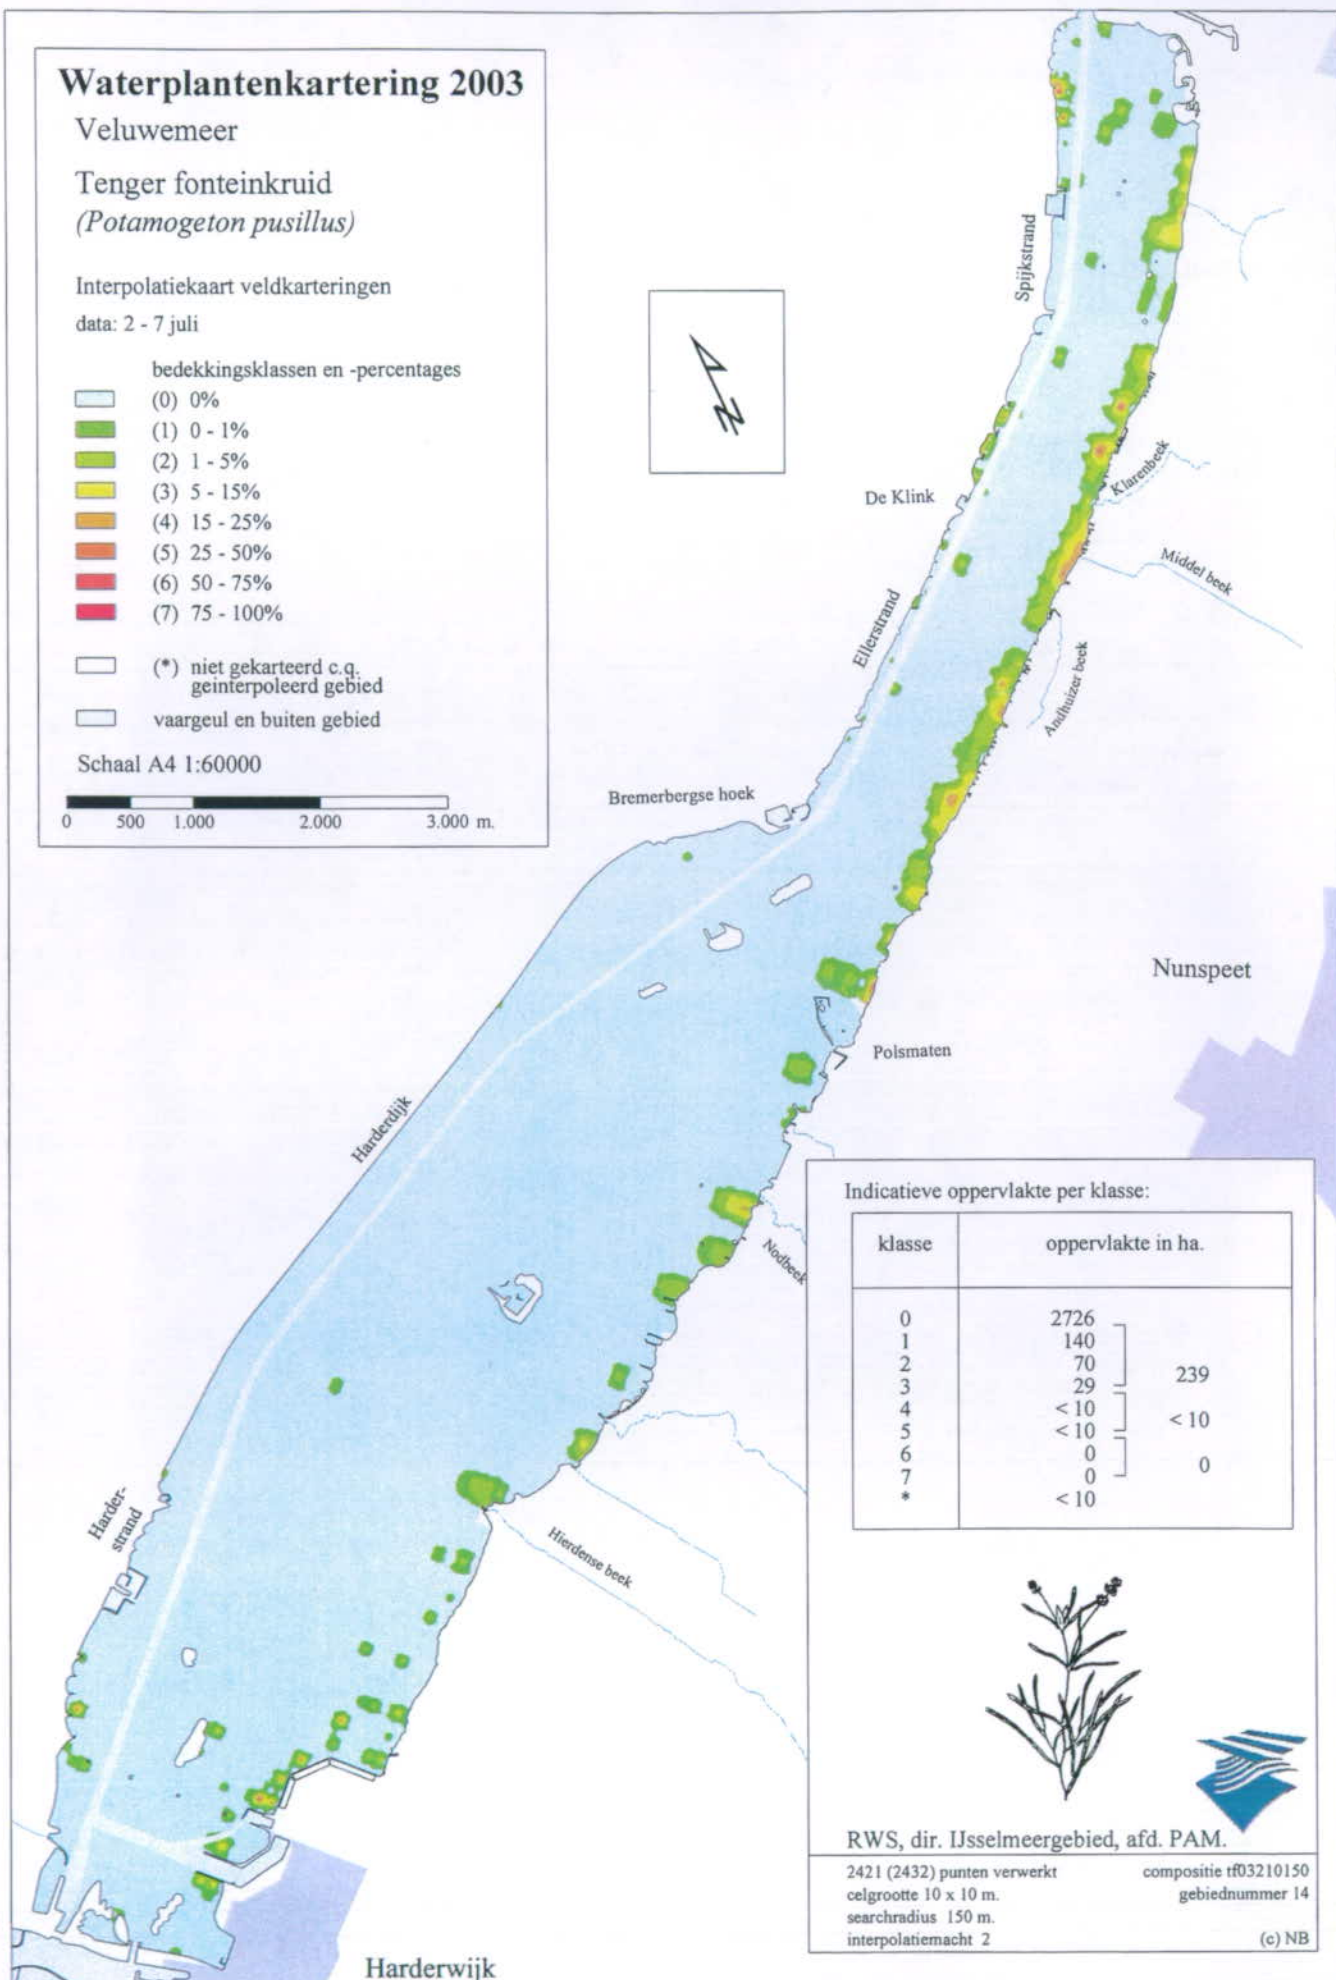 Waterplantenkartering 2003
Veluwemeer
Tenger fonteinkruid
(Potamogeton pusillus)
Interpolatiekaart veldkarteringen
data: 2 - 7 juli
bedekkingsklassen en -percentages
(0) 0%
(1) 0 - 1%
(2) 1 - 5%
(3) 5 - 15%
(4) 15 - 25%
(5) 25 - 50%
(6) 50 - 75%
(7) 75 - 100%
(*) niet gekarteerd c.q.
geinterpoleerd gebied
vaargeul en buiten gebied
Schaal A4 1:60000
0 500 1.000 2.000 3.000 m.
N
Spijkstrand
De Klink
Klarenbeek
Middel beek
Ellerstrand
Andhuizer beek
Bremerbergse hoek
Nunspeet
Polsmaten
Harderdijk
Nodbeek
Harder-
strand
Hierdense beek
Harderwijk
Indicatieve oppervlakte per klasse:
klasse oppervlakte in ha.
0 2726
1 140
2 70
239
3 29
4 < 10
< 10
5 < 10
6 0
0
7 0
* < 10
RWS, dir. IJsselmeergebied, afd. PAM.
2421 (2432) punten verwerkt compositie tf03210150
celgrootte 10 x 10 m. gebiednummer 14
searchradius 150 m.
interpolatiemacht 2 (c) NB